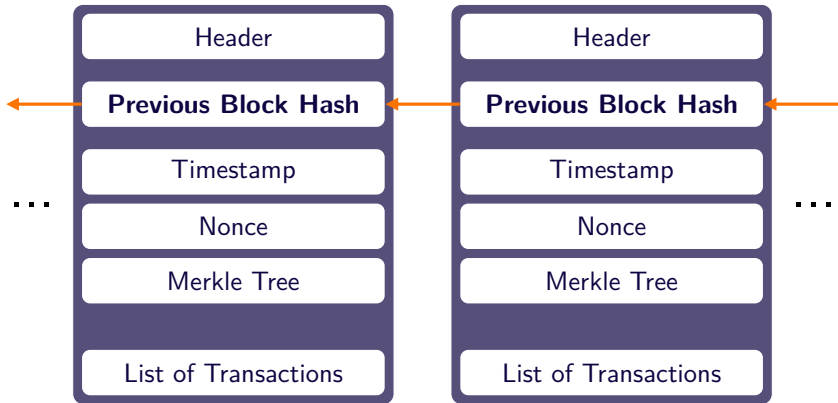 Header
Previous Block Hash
Timestamp
Nonce
Merkle Tree
List of Transactions
Header
Previous Block Hash
Timestamp
Nonce
Merkle Tree
List of Transactions
...
...